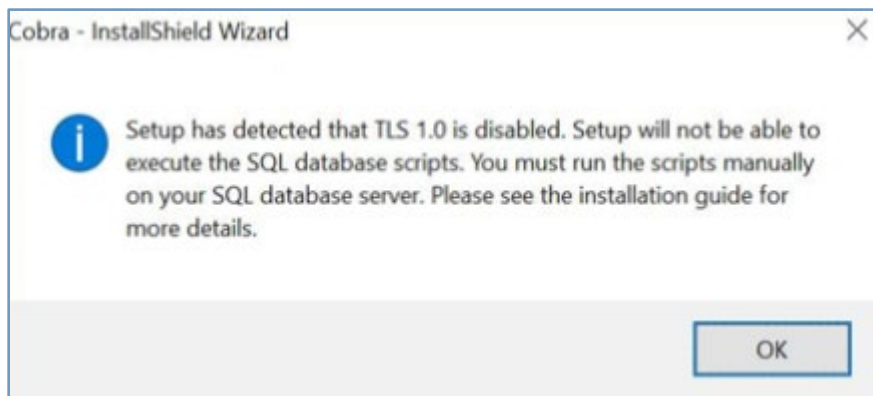 Cobra - InstallShield Wizard
Setup has detected that TLS 1.0 is disabled. Setup will not be able to
execute the SQL database scripts. You must run the scripts manually
on your SQL database server. Please see the installation guide for
more details.
OK